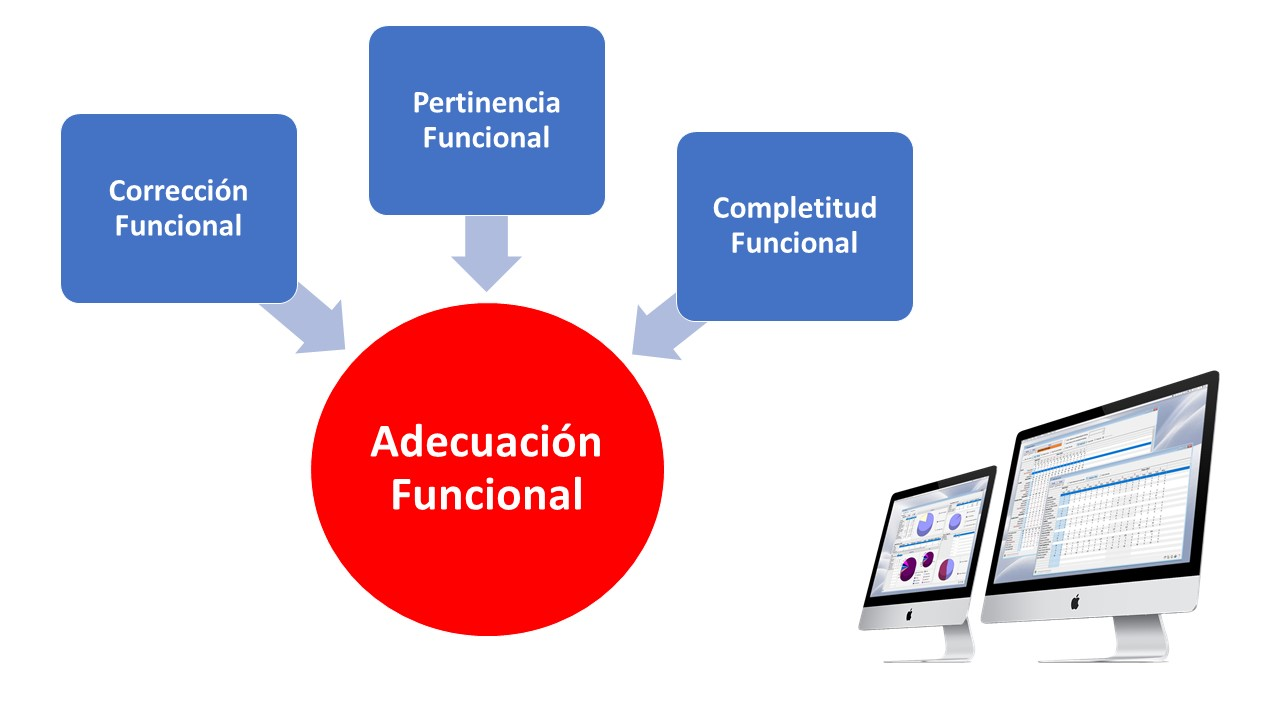 Pertinencia
Funcional
Corrección
Funcional
Completitud
Funcional
Adecuación
Funcional